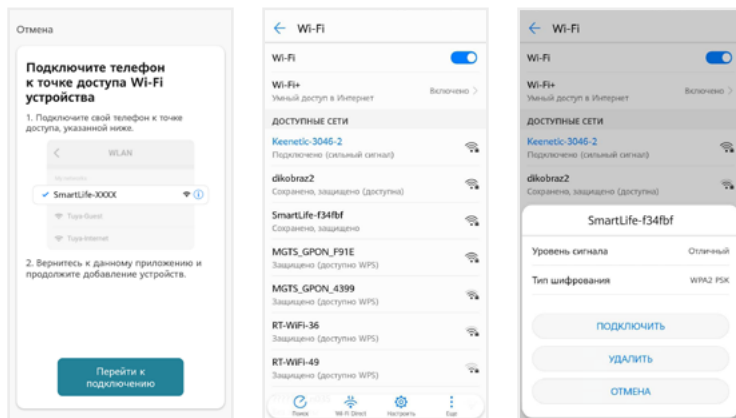 Отмена
Подключите телефон
к точке доступа Wi-Fi
устройства
1. Подключите свой телефон к точке
доступа, указанной ниже.
WLAN
My networks
SmartLife-XXXX
Tuya-Guest
Tuya-Internet
2. Вернитесь к данному приложению и
продолжите добавление устройств.
Перейти к
подключению
Wi-Fi
Wi-Fi
Wi-Fi+
Умный доступ в Интернет
Включено
ДОСТУПНЫЕ СЕТИ
Keenetic-3046-2
Подключено (сильный сигнал)
dikobraz2
Сохранено, защищено (доступна)
SmartLife-f34fbf
Сохранено, защищено
MGTS_GPON_F91E
Защищено (доступно WPS)
MGTS_GPON_4399
Защищено (доступно WPS)
RT-WiFi-36
Защищено (доступно WPS)
RT-WiFi-49
Защищено (доступно WPS)
Поиск
Wi-Fi Direct
Настроить
Еще
Wi-Fi
Wi-Fi
Wi-Fi+
Умный доступ в Интернет
Включено
ДОСТУПНЫЕ СЕТИ
Keenetic-3046-2
Подключено (сильный сигнал)
dikobraz2
Сохранено, защищено (доступна)
SmartLife-f34fbf
Уровень сигнала
Отличный
Тип шифрования
WPA2 PSK
ПОДКЛЮЧИТЬ
УДАЛИТЬ
ОТМЕНА